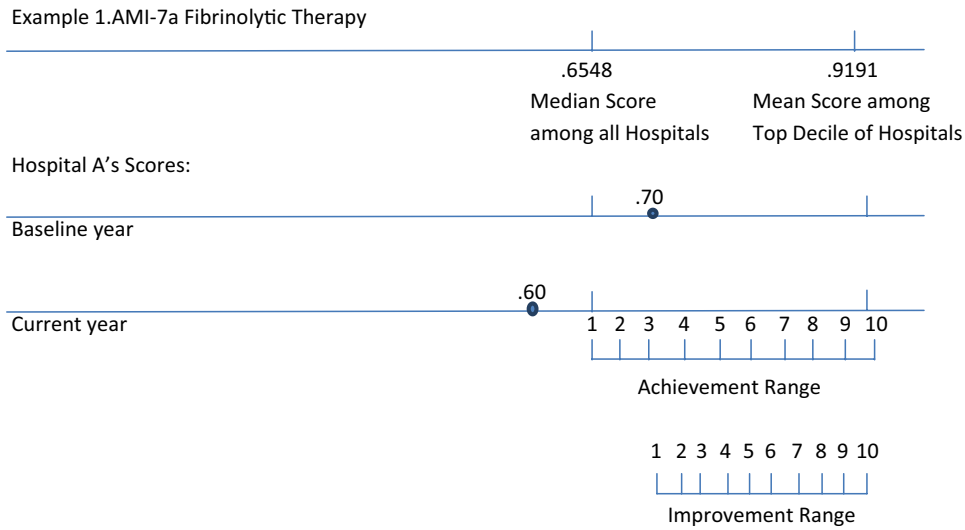 Example 1.AMI-7a Fibrinolytic Therapy
.6548 .9191
Median Score Mean Score among
among all Hospitals Top Decile of Hospitals
Hospital A’s Scores:
.70
Baseline year
.60
Current year
1 2 3 4 5 6 7 8 9 10
Achievement Range
1 2 3 4 5 6 7 8 9 10
Improvement Range